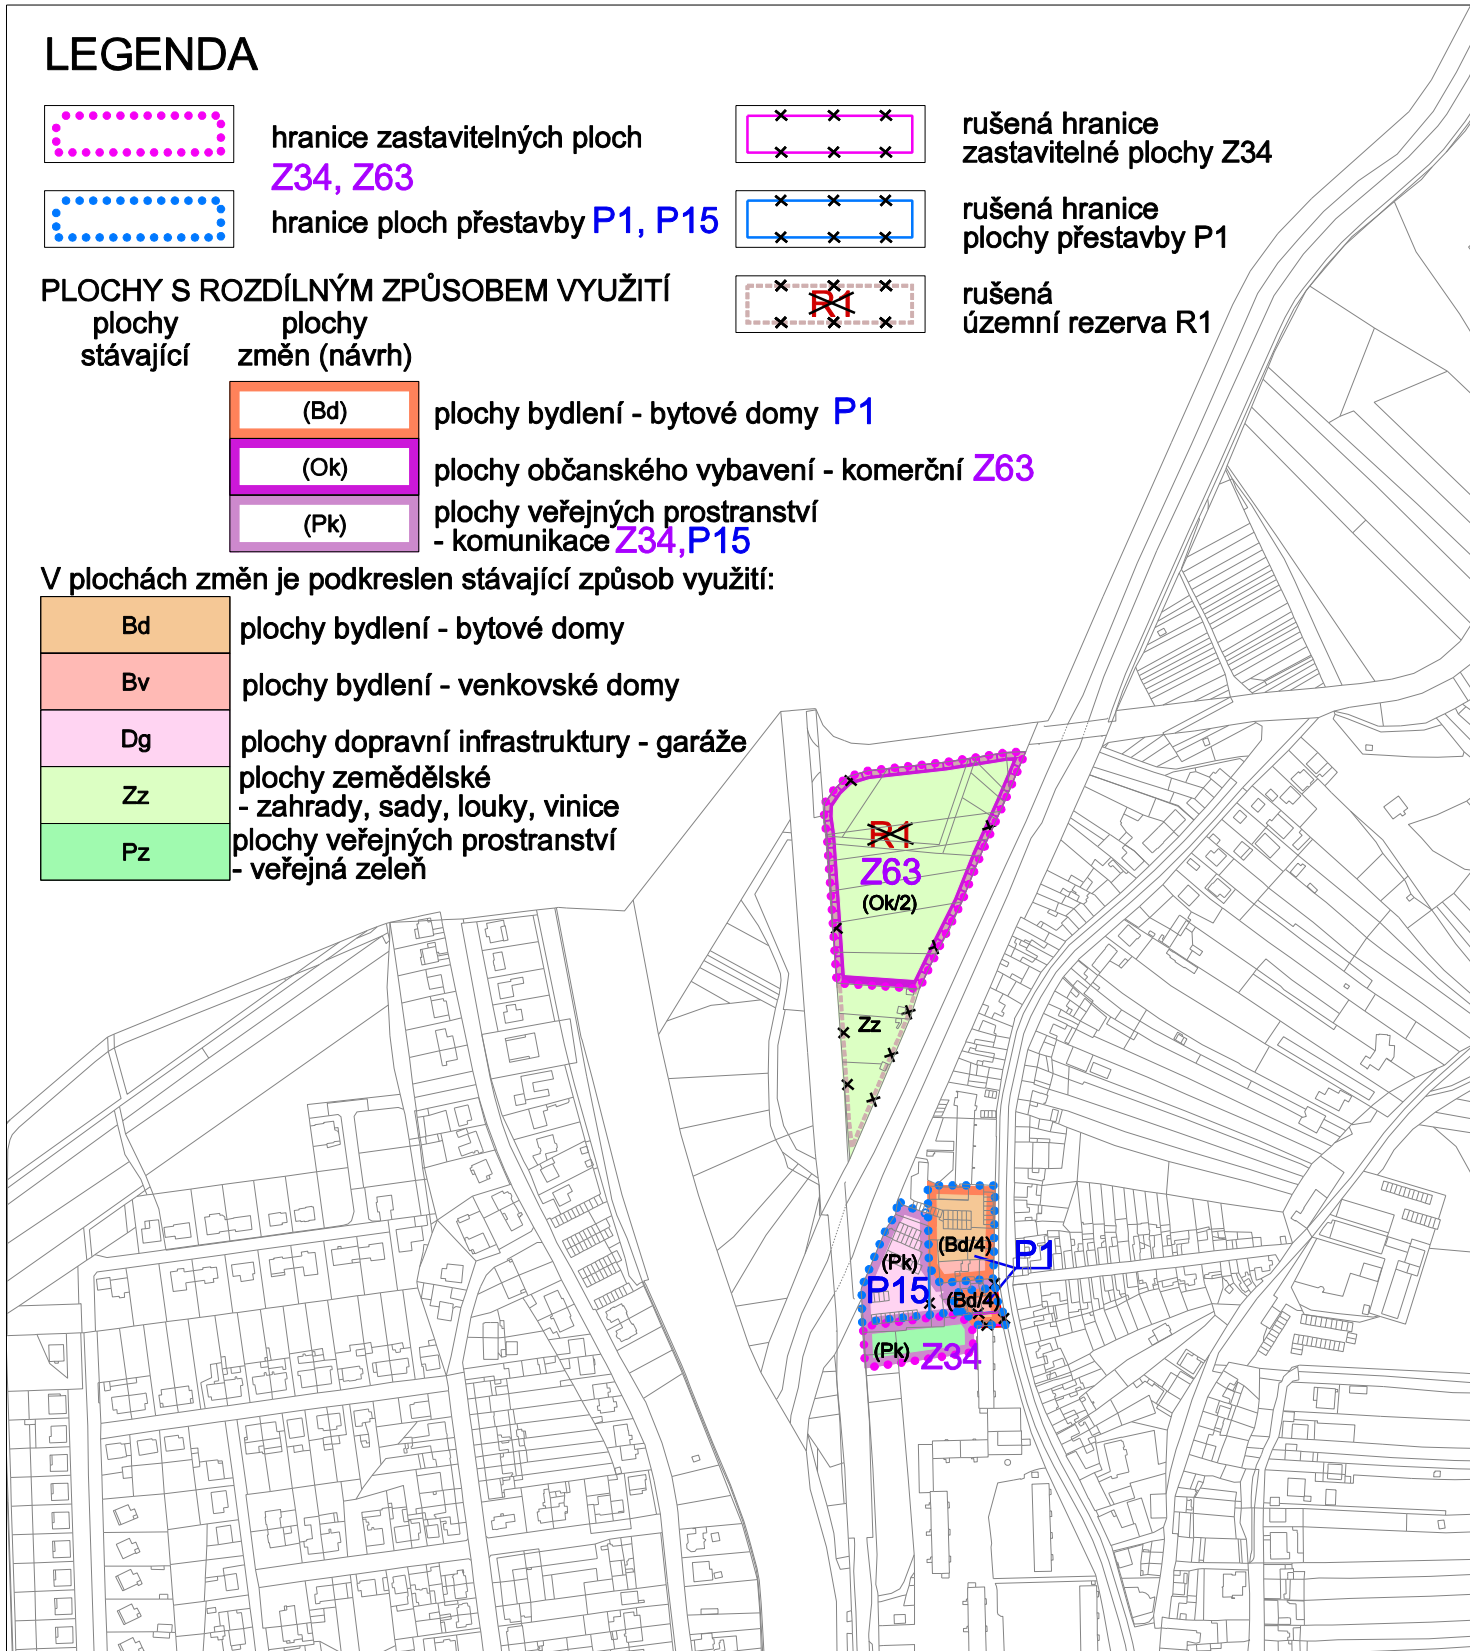 LEGENDA
hranice zastavitelných ploch
Z34, Z63
hranice ploch přestavby P1, P15
rušená hranice
zastavitelné plochy Z34
rušená hranice
plochy přestavby P1
R1
rušená
územní rezerva R1
PLOCHY S ROZDÍLNÝM ZPŮSOBEM VYUŽITÍ
plochy
stávající
plochy
změn (návrh)
(Bd) plochy bydlení - bytové domy P1
(Ok) plochy občanského vybavení - komerční Z63
(Pk) plochy veřejných prostranství
- komunikace Z34,P15
V plochách změn je podkreslen stávající způsob využití:
Bd plochy bydlení - bytové domy
Bv plochy bydlení - venkovské domy
Dg plochy dopravní infrastruktury - garáže
Zz plochy zemědělské
- zahrady, sady, louky, vinice
Pz plochy veřejných prostranství
- veřejná zeleň
R1
Z63
(Ok/2)
Zz
(Bd/4)
P1
(Pk)
P15
(Bd/4)
(Pk)
Z34